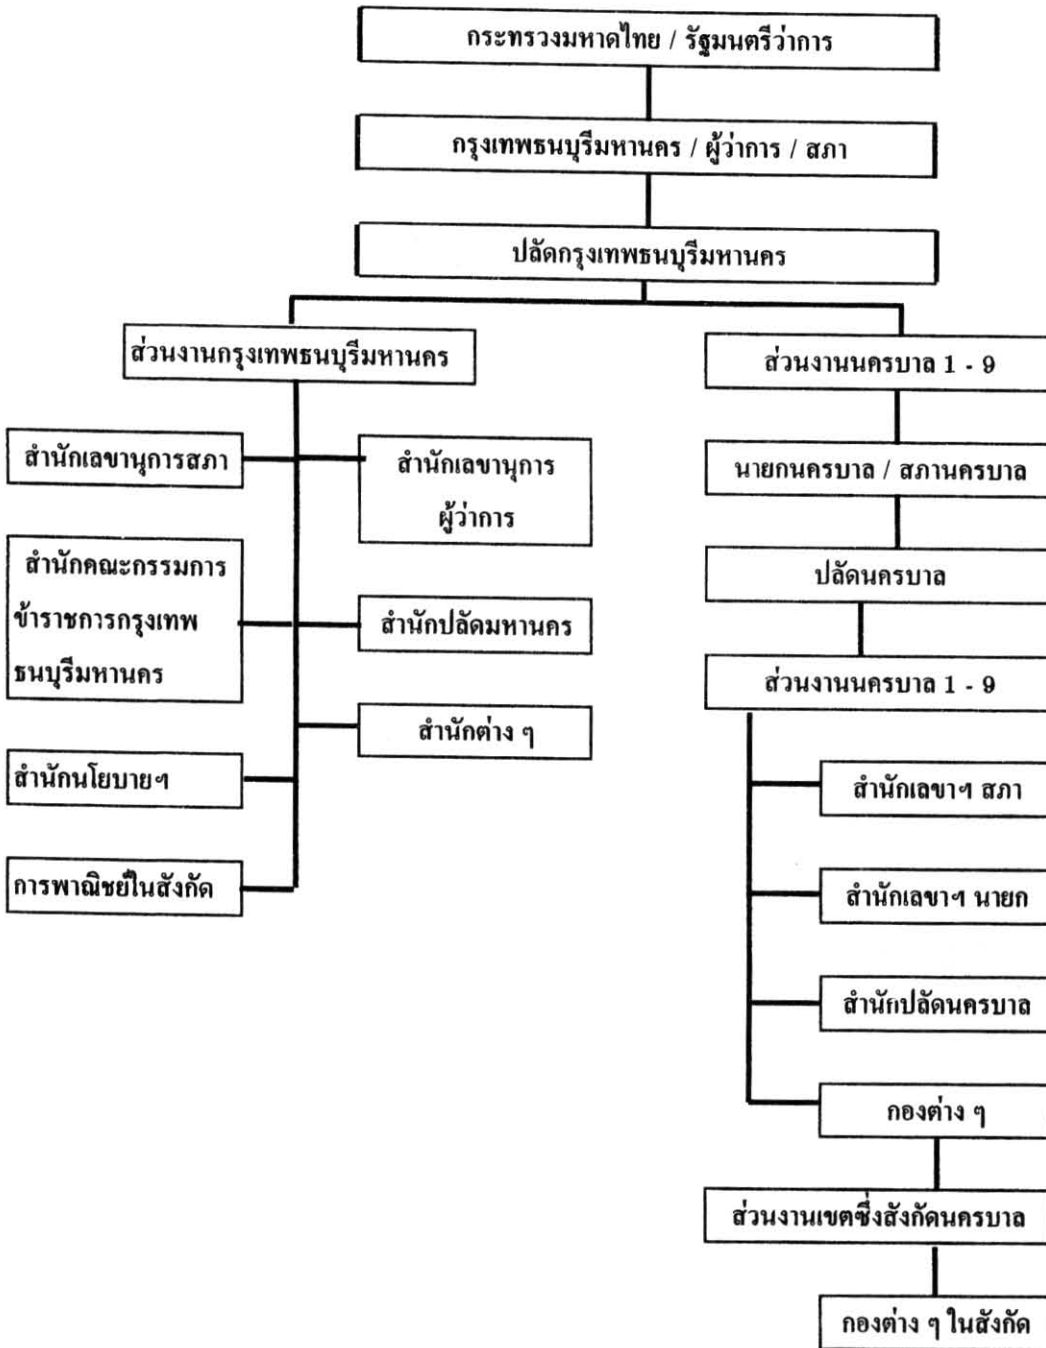 กระทรวงมหาดไทย / รัฐมนตรีว่าการ
กรุงเทพธนบุรีมหานคร / ผู้ว่าการ / สภา
ปลัดกรุงเทพธนบุรีมหานคร
ส่วนงานกรุงเทพธนบุรีมหานคร
สำนักเลขานุการสภา
สำนักเลขานุการ
ผู้ว่าการ
สำนักคณะกรรมการ
ข้าราชการกรุงเทพ
ธนบุรีมหานคร
สำนักปลัดมหานคร
สำนักต่าง ๆ
สำนักนโยบายฯ
การพาณิชย์ในสังกัด
ส่วนงานนครบาล 1 - 9
นายกนครบาล / สภานครบาล
ปลัดนครบาล
ส่วนงานนครบาล 1 - 9
สำนักเลขาฯ สภา
สำนักเลขาฯ นายก
สำนักปลัดนครบาล
กองต่าง ๆ
ส่วนงานเขตซึ่งสังกัดนครบาล
กองต่าง ๆ ในสังกัด